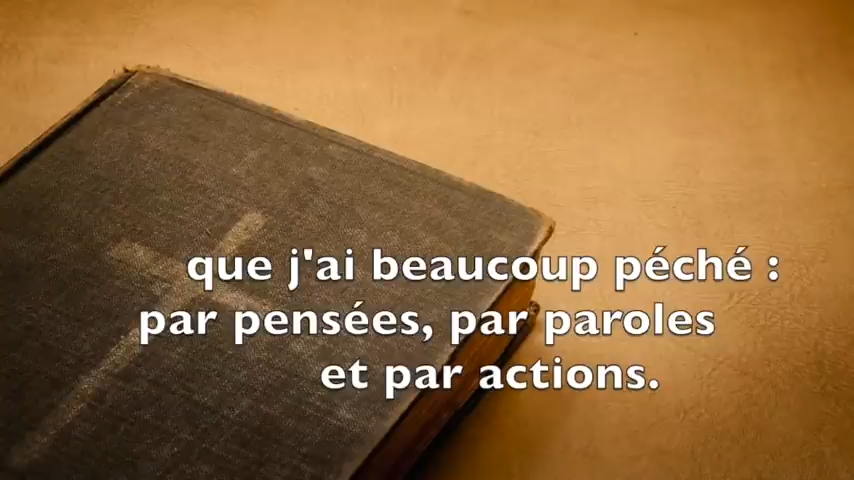 que j'ai beaucoup péché :
par pensées, par paroles
et par actions.